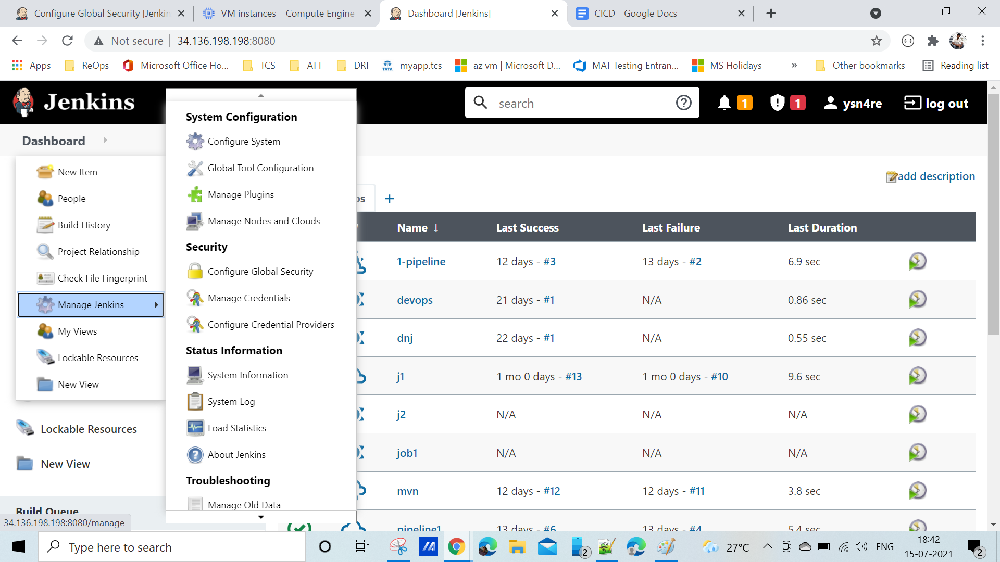 Configure Global Security [Jenkin
VM instances – Compute Engine
Dashboard [Jenkins]
CICD - Google Docs
Not secure
34.136.198.198:8080
Apps
ReOps
Microsoft Office Ho...
TCS
ATT
DRI
TATA
myapp.tcs
az vm | Microsoft D...
MAT Testing Entran...
MS Holidays
»
Other bookmarks
Reading list
Jenkins
search
1
1
ysn4re
log out
Dashboard
New Item
People
Build History
Project Relationship
Check File Fingerprint
Manage Jenkins
My Views
Lockable Resources
New View
System Configuration
Configure System
Global Tool Configuration
Manage Plugins
Manage Nodes and Clouds
Security
Configure Global Security
Manage Credentials
Configure Credential Providers
Status Information
System Information
System Log
Load Statistics
About Jenkins
Troubleshooting
Manage Old Data
add description
+
Name ↓ Last Success Last Failure Last Duration
1-pipeline 12 days - #3 13 days - #2 6.9 sec
devops 21 days - #1 N/A 0.86 sec
dnj 22 days - #1 N/A 0.55 sec
j1 1 mo 0 days - #13 1 mo 0 days - #10 9.6 sec
j2 N/A N/A N/A
job1 N/A N/A N/A
mvn 12 days - #12 12 days - #11 3.8 sec
pipeline1 13 days - #6 13 days - #4 5.4 sec
Lockable Resources
New View
Build Queue
34.136.198.198:8080/manage
Type here to search
2
27°C
ENG
18:42
15-07-2021
2